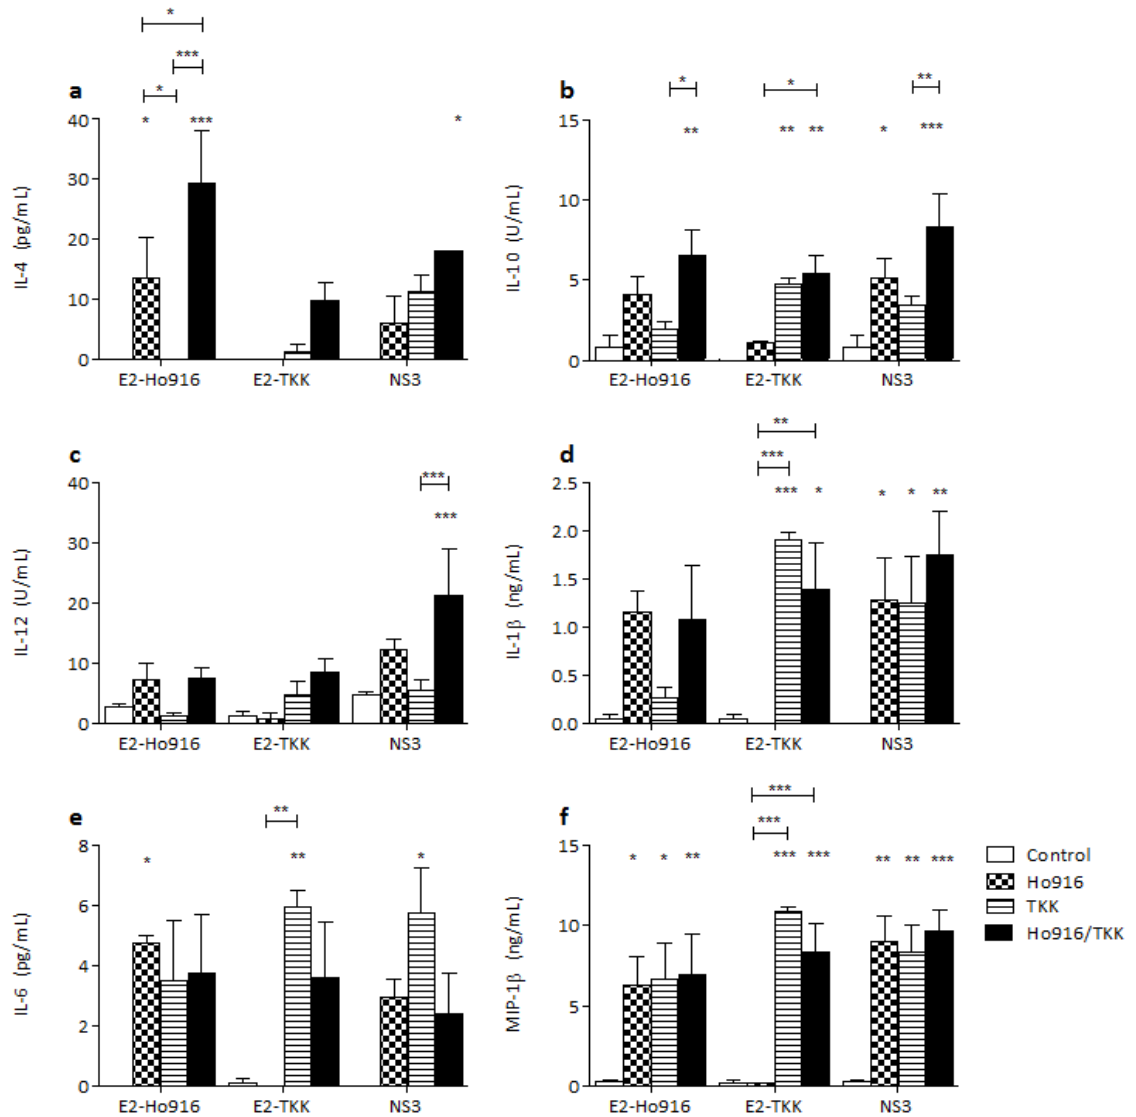 *
***
*
a
* *** *
40
30
20
10
0
IL-4 (pg/mL)
E2-Ho916 E2-TKK NS3
* * **
b
** ** ** * ***
15
10
5
0
IL-10 (U/mL)
E2-Ho916 E2-TKK NS3
c
***
***
40
30
20
10
0
IL-12 (U/mL)
E2-Ho916 E2-TKK NS3
**
***
d
*** * * * **
2.5
2.0
1.5
1.0
0.5
0.0
IL-1β (ng/mL)
E2-Ho916 E2-TKK NS3
**
e
* ** *
8
6
4
2
0
IL-6 (pg/mL)
E2-Ho916 E2-TKK NS3
***
***
f
* * ** *** *** ** ** ***
15
10
5
0
MIP-1β (ng/mL)
E2-Ho916 E2-TKK NS3
Control
Ho916
TKK
Ho916/TKK